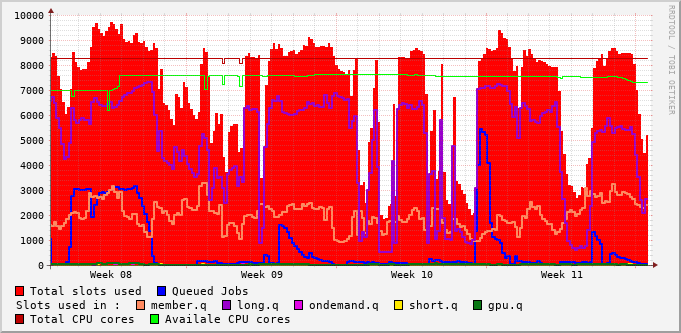 10000
9000
8000
7000
6000
5000
4000
3000
2000
1000
0
Week 08 Week 09 Week 10 Week 11
Total slots used Queued Jobs
Slots used in : member.q long.q ondemand.q short.q gpu.q
Total CPU cores Availale CPU cores
RRDTOOL / TOBI OETIKER